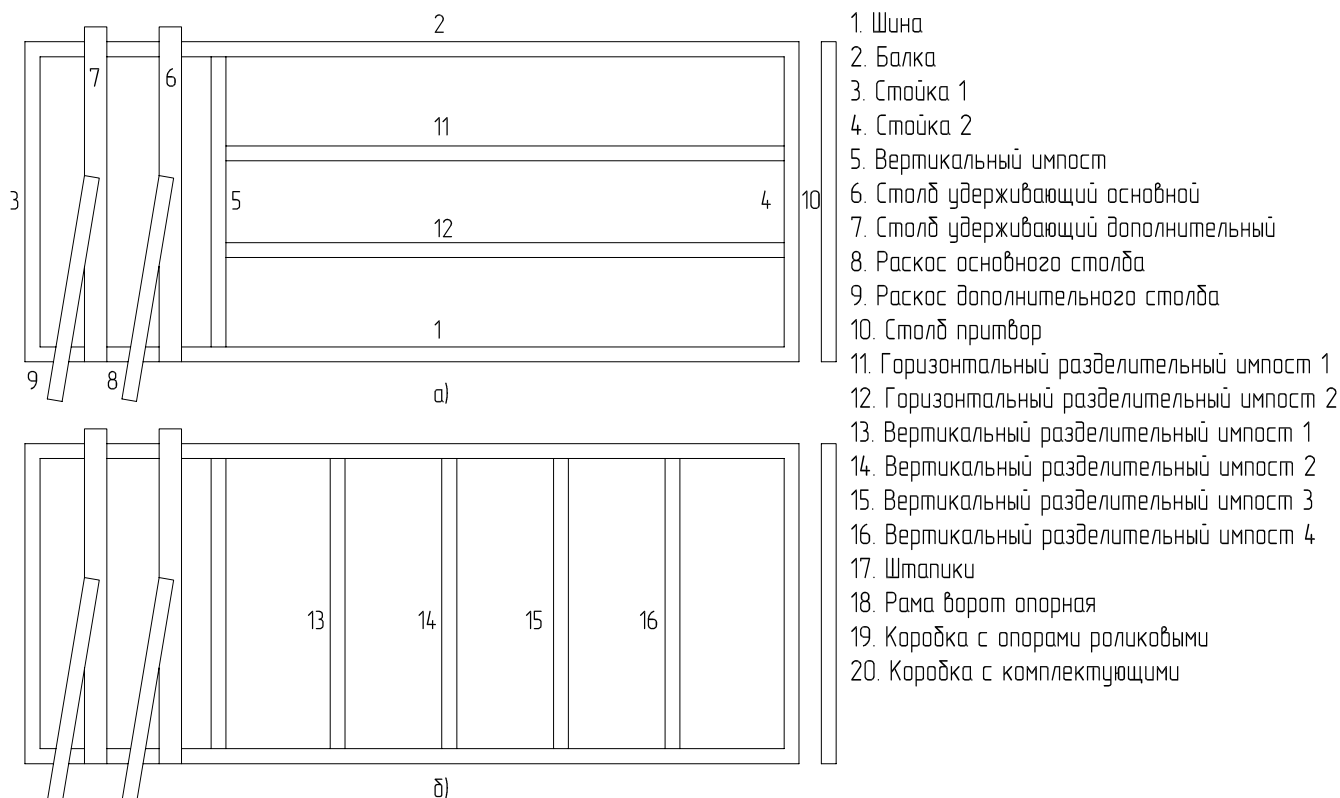 2
7
6
11
3
5
4
10
12
1
9
8
а)
13
14
15
16
б)
1. Шина
2. Балка
3. Стойка 1
4. Стойка 2
5. Вертикальный импост
6. Столб удерживающий основной
7. Столб удерживающий дополнительный
8. Раскос основного столба
9. Раскос дополнительного столба
10. Столб притвор
11. Горизонтальный разделительный импост 1
12. Горизонтальный разделительный импост 2
13. Вертикальный разделительный импост 1
14. Вертикальный разделительный импост 2
15. Вертикальный разделительный импост 3
16. Вертикальный разделительный импост 4
17. Штапики
18. Рама ворот опорная
19. Коробка с опорами роликовыми
20. Коробка с комплектующими